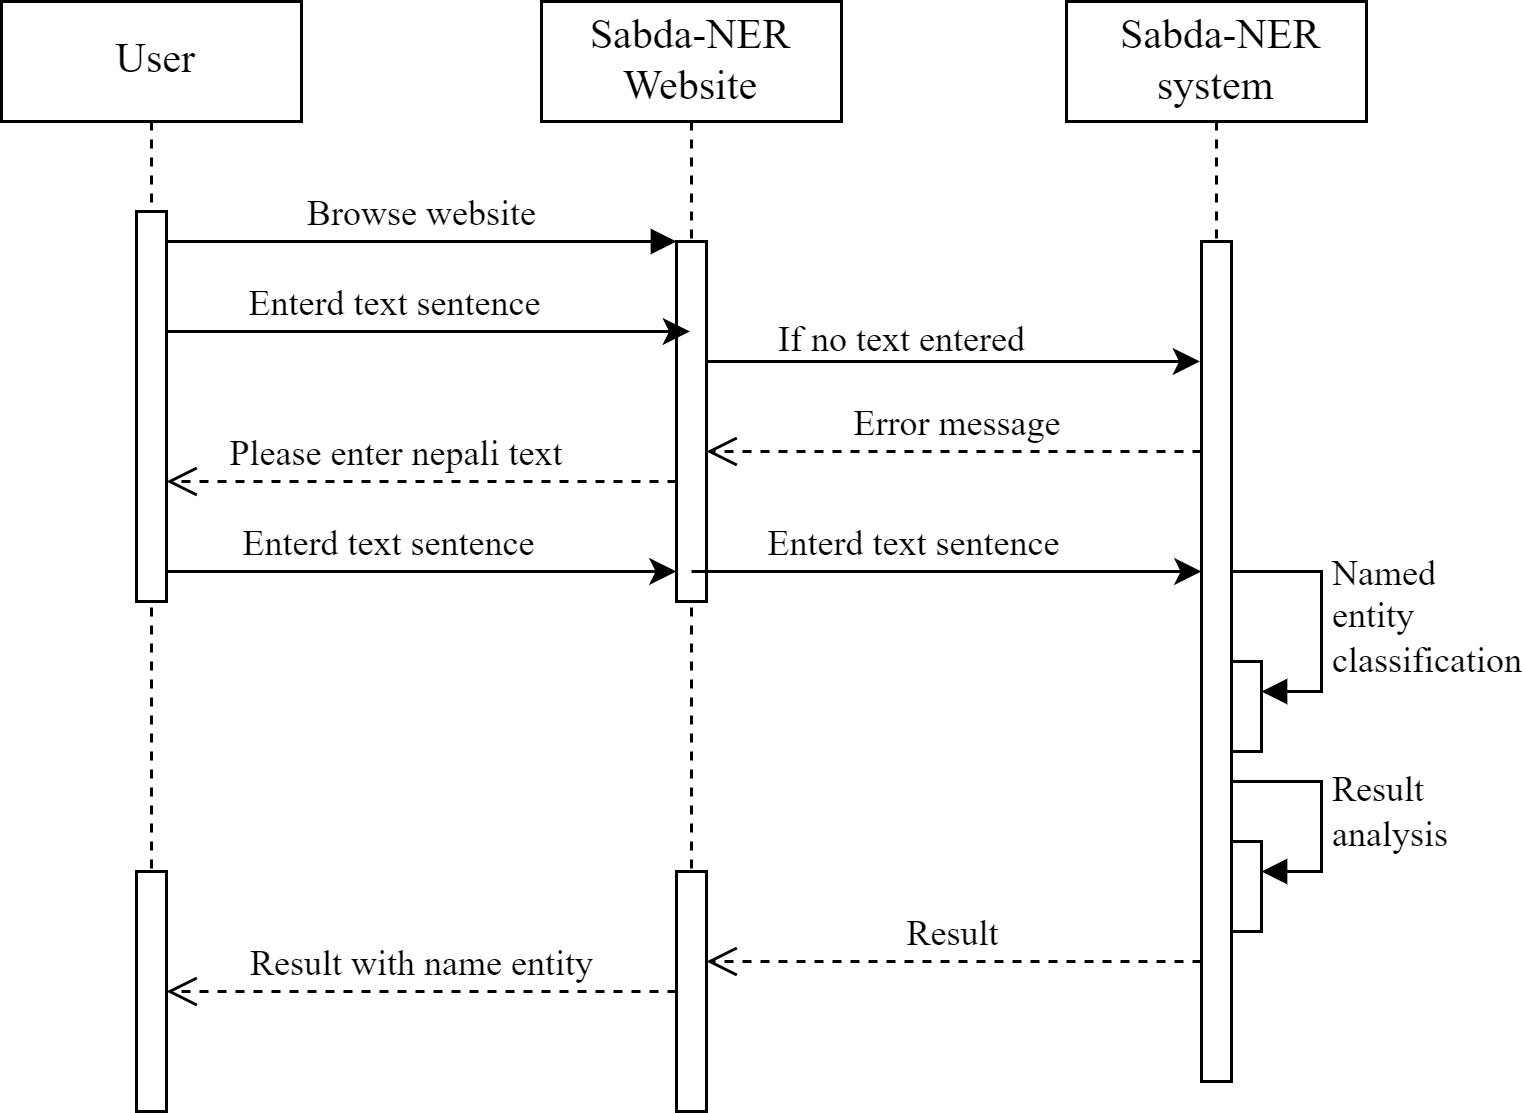 User
Sabda-NER
Website
Sabda-NER
system
Browse website
Enterd text sentence
If no text entered
Error message
Please enter nepali text
Enterd text sentence
Enterd text sentence
Named
entity
classification
Result
analysis
Result
Result with name entity